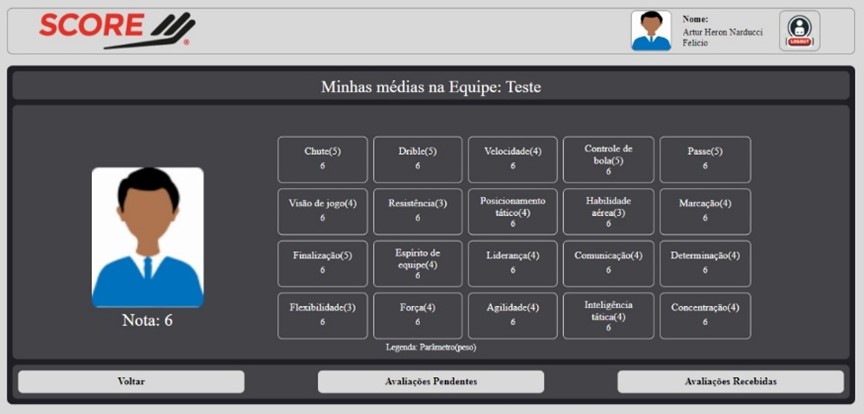 SCORE
Nome:
Artur Heron Narducci
Felicio
LOGOUT
Minhas médias na Equipe: Teste
Chute(5)
6
Drible(5)
6
Velocidade(4)
6
Controle de
bola(5)
6
Passe(5)
6
Visão de jogo(4)
6
Resistência(3)
6
Posicionamento
tático(4)
6
Habilidade
aérea(3)
6
Marcação(4)
6
Finalização(5)
6
Espírito de
equipe(4)
6
Liderança(4)
6
Comunicação(4)
6
Determinação(4)
6
Flexibilidade(3)
6
Força(4)
6
Agilidade(4)
6
Inteligência
tática(4)
6
Concentração(4)
6
Nota: 6
Legenda: Parâmetro(peso)
Voltar
Avaliações Pendentes
Avaliações Recebidas